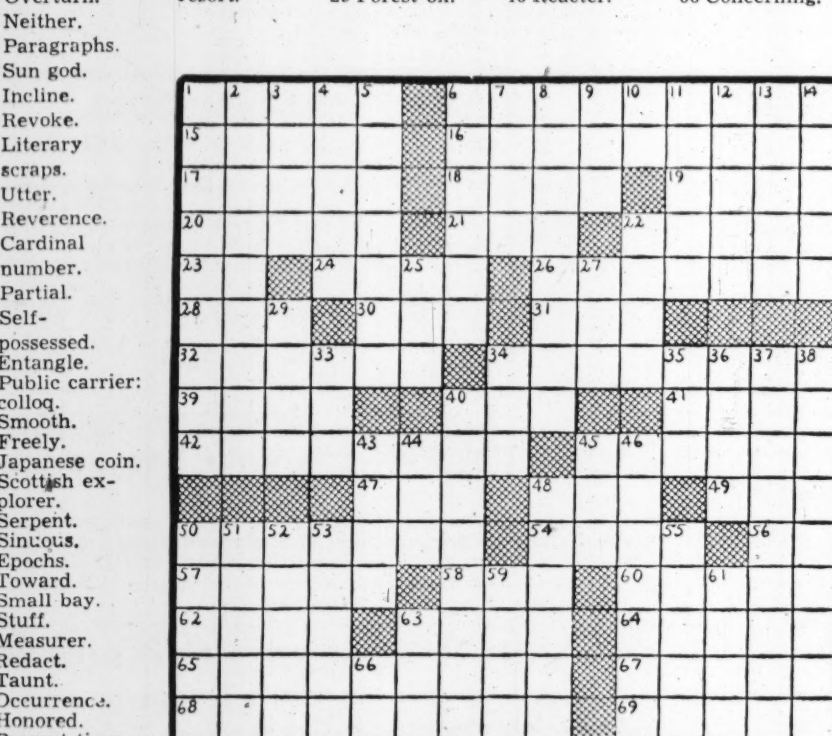 Neither.
Paragraphs.
Sun god.
Incline.
Revoke.
Literary
scraps.
Utter.
Reverence.
Cardinal
number.
Partial.
Self-
possessed.
Entangle.
Public carrier:
colloq.
Smooth.
Freely.
Japanese coin.
Scottish ex-
plorer.
Serpent.
Sinuous.
Epochs.
Toward.
Small bay.
Stuff.
Measurer.
Redact.
Taunt.
Occurrence.
Honored.
1 2 3 4 5 6 7 8 9 10 11 12 13 14
15 16
17 18 19
20 21 22
23 24 25 26 27
28 29 30 31
32 33 34 35 36 37 38
39 40 41
42 43 44 45 46
47 48 49
50 51 52 53 54 55 56
57 58 59 60 61
62 63 64
65 66 67
68 69